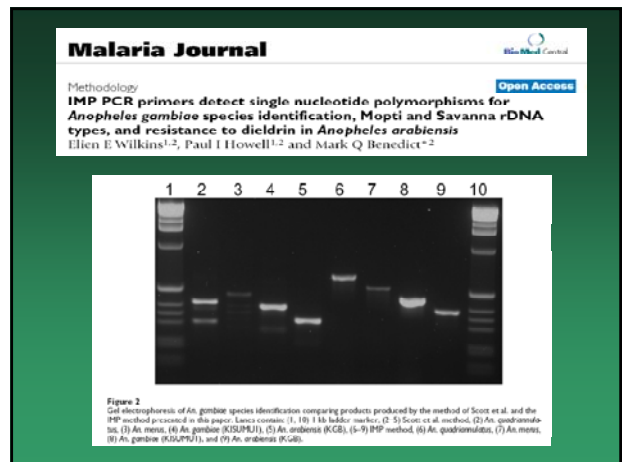 Malaria Journal
BioMed Central
Methodology
Open Access
IMP PCR primers detect single nucleotide polymorphisms for
Anopheles gambiae species identification, Mopti and Savanna rDNA
types, and resistance to dieldrin in Anopheles arabiensis
Elien E Wilkins1,2, Paul I Howell1,2 and Mark Q Benedict*2
1 2 3 4 5 6 7 8 9 10
Figure 2
Gel electrophoresis of An. gambiae species identification comparing products produced by the method of Scott et al. and the
IMP method presented in this paper. Lanes contain: (1, 10) 1 kb ladder marker, (2–5) Scott et al. method, (2) An. quadriannula-
tus, (3) An. merus, (4) An. gambiae (KISUMU1), (5) An. arabiensis (KGB), (6–9) IMP method, (6) An. quadriannulatus, (7) An. merus,
(8) An. gambiae (KISUMU1), and (9) An. arabiensis (KGB).